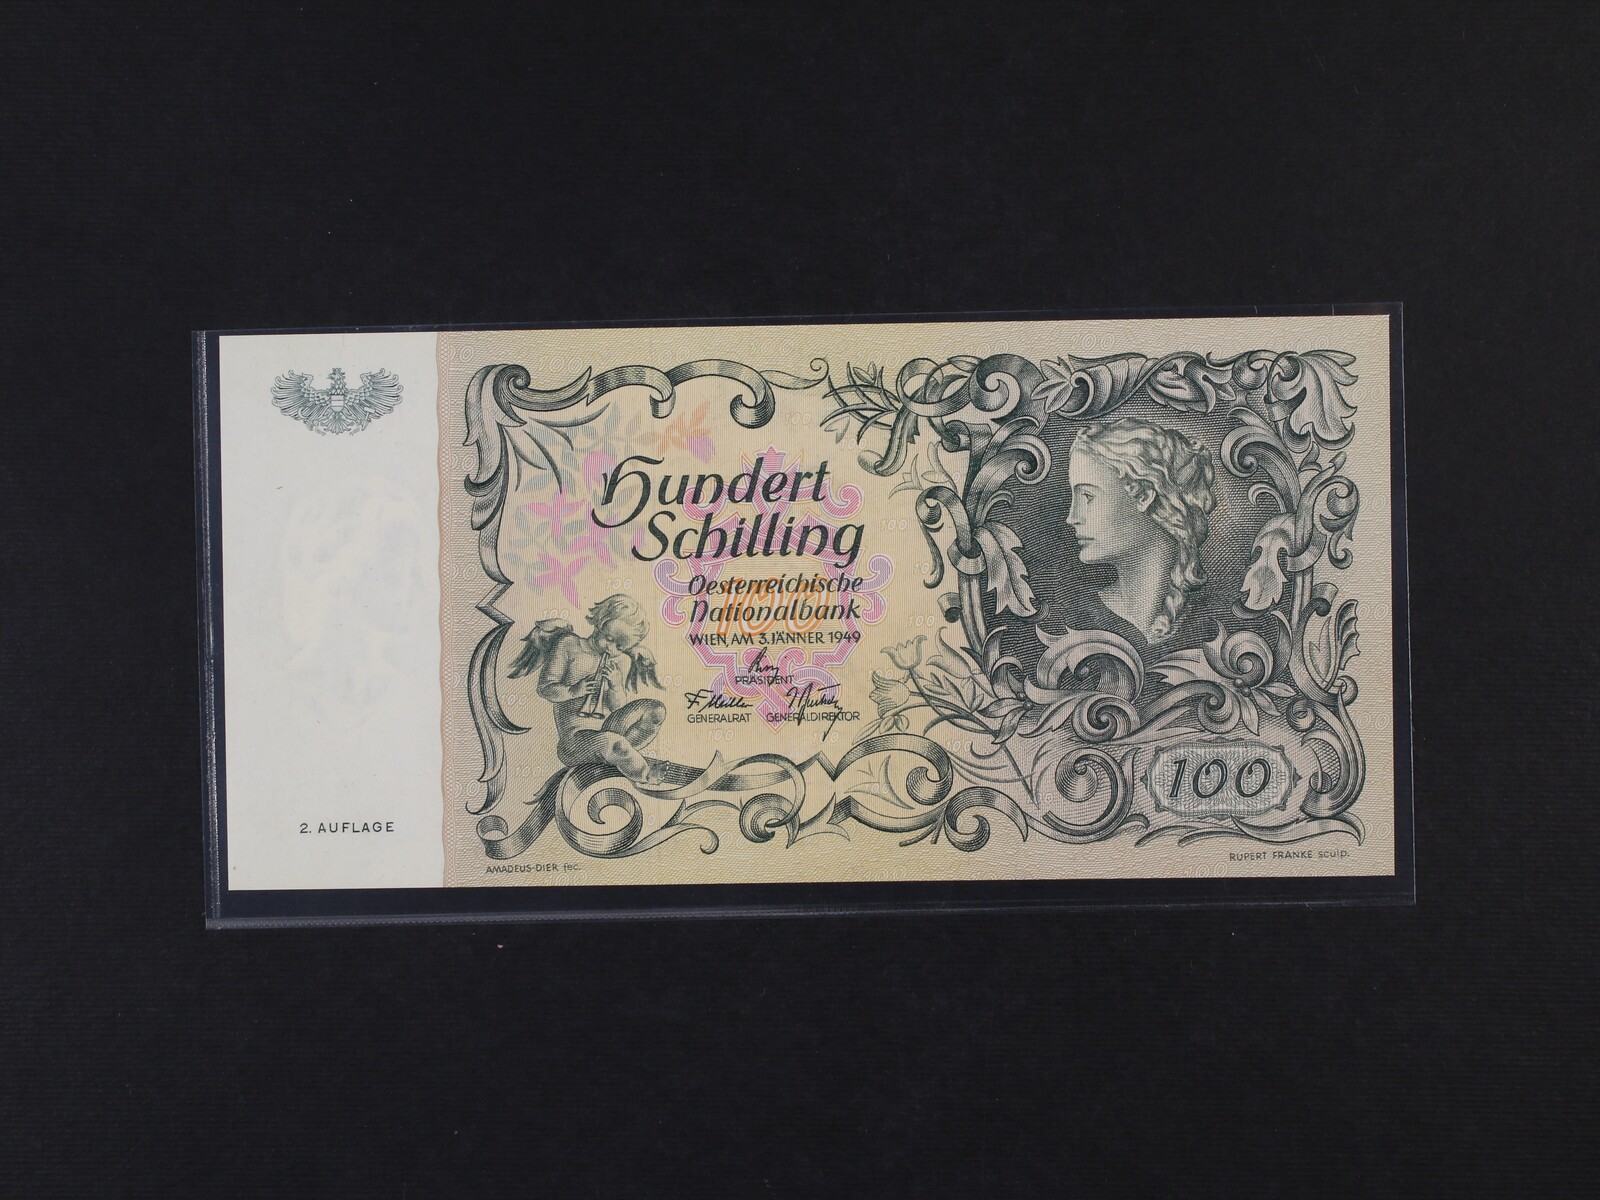 Hundert
Schilling
Oesterreichische
Nationalbank
WIEN, AM 3. JÄNNER 1949
PRÄSIDENT
GENERALRAT GENERALDIREKTOR
100
100
2. AUFLAGE
AMADEUS-DIER fec.
RUPERT FRANKE sculp.